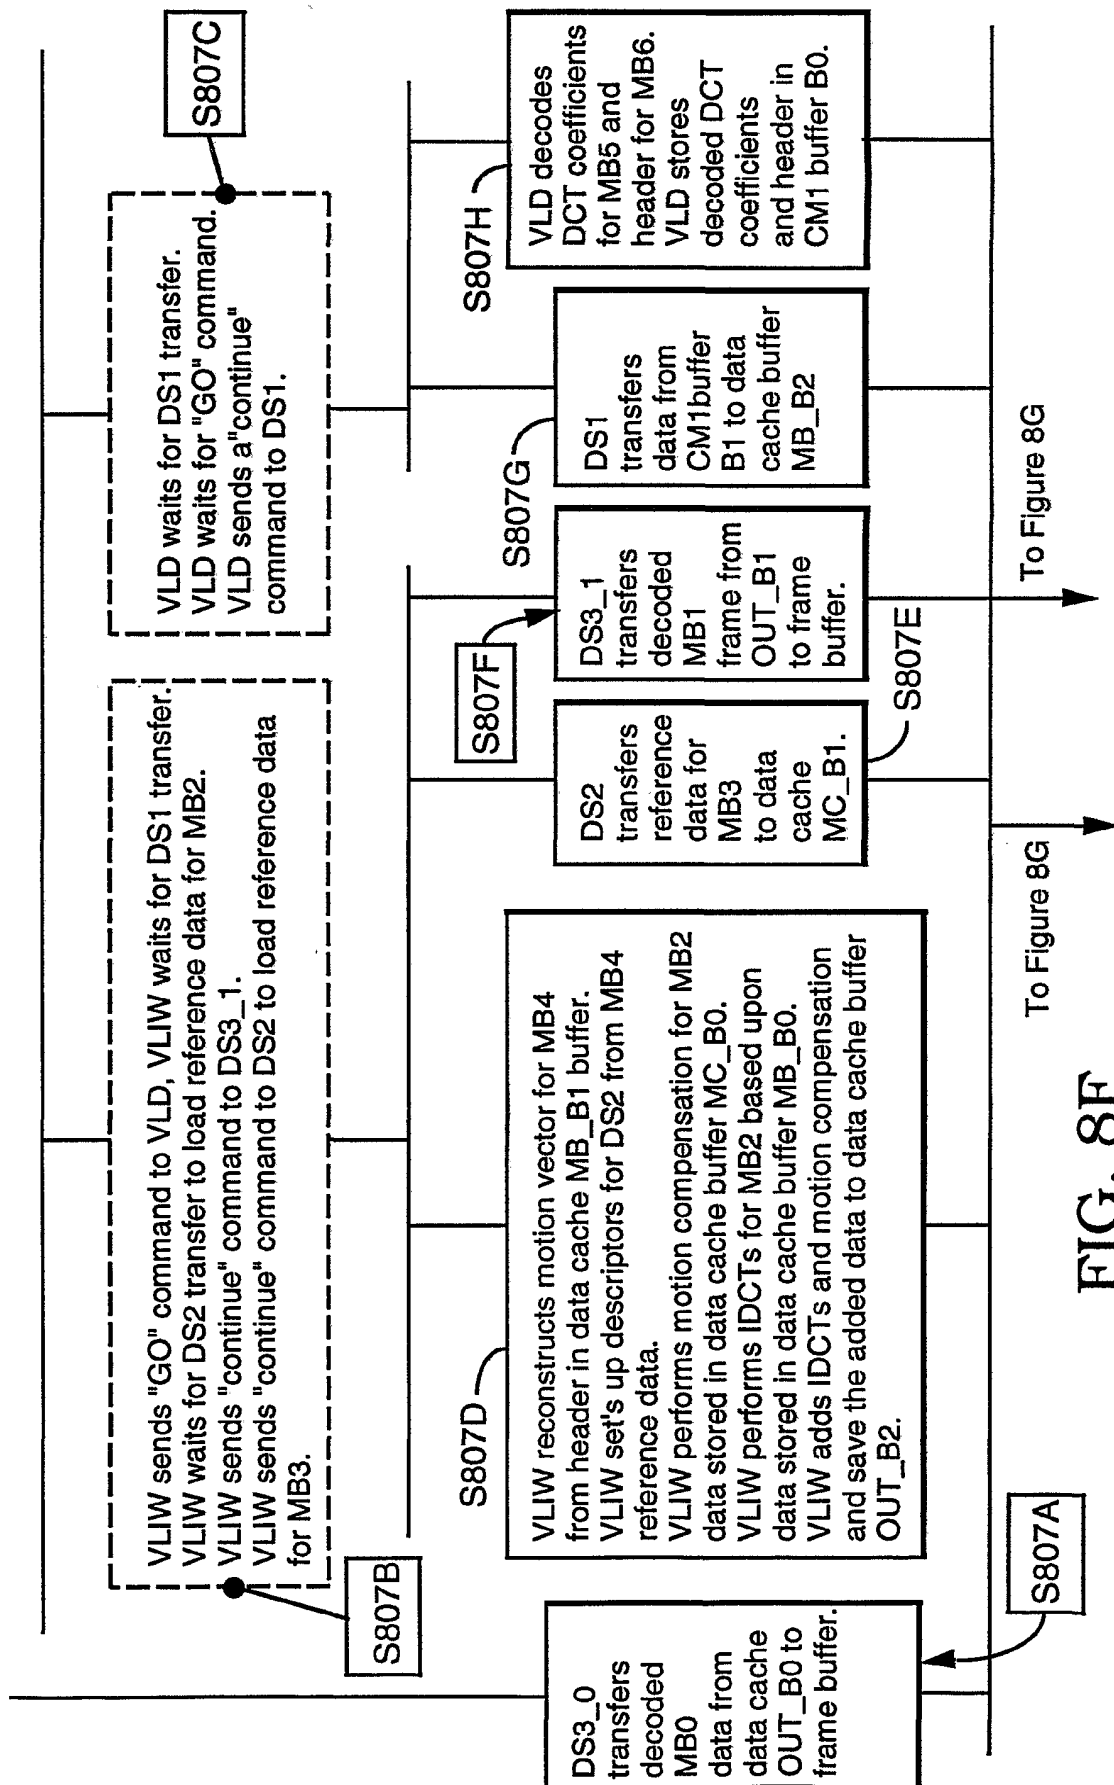 VLIW sends "GO" command to VLD, VLIW waits for DS1 transfer.
VLIW waits for DS2 transfer to load reference data for MB2.
VLIW sends "continue" command to DS3_1.
VLIW sends "continue" command to DS2 to load reference data
for MB3.
S807B
VLD waits for DS1 transfer.
VLD waits for "GO" command.
VLD sends a"continue"
command to DS1.
S807C
DS3_0
transfers
decoded
MB0
data from
data cache
OUT_B0 to
frame buffer.
S807A
S807D
VLIW reconstructs motion vector for MB4
from header in data cache MB_B1 buffer.
VLIW set's up descriptors for DS2 from MB4
reference data.
VLIW performs motion compensation for MB2
data stored in data cache buffer MC_B0.
VLIW performs IDCTs for MB2 based upon
data stored in data cache buffer MB_B0.
VLIW adds IDCTs and motion compensation
and save the added data to data cache buffer
OUT_B2.
DS2
transfers
reference
data for
MB3
to data
cache
MC_B1.
S807E
S807F
DS3_1
transfers
decoded
MB1
frame from
OUT_B1
to frame
buffer.
S807G
DS1
transfers
data from
CM1buffer
B1 to data
cache buffer
MB_B2
S807H
VLD decodes
DCT coefficients
for MB5 and
header for MB6.
VLD stores
decoded DCT
coefficients
and header in
CM1 buffer B0.
To Figure 8G
To Figure 8G
FIG. 8F